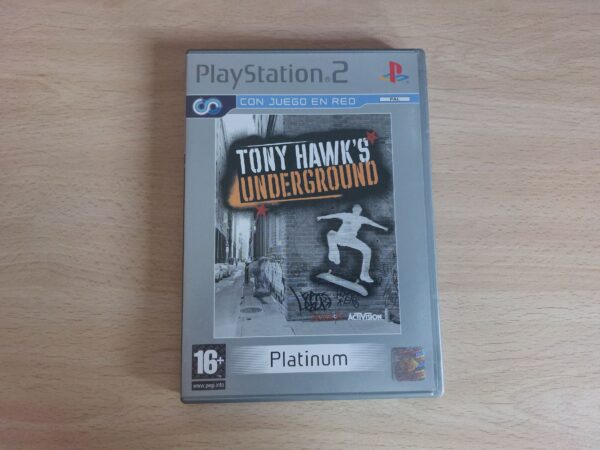 PlayStation®2
CON JUEGO EN RED
PAL
TONY HAWK'S
UNDERGROUND
ACTIVISION
16+
www.pegi.info
Platinum